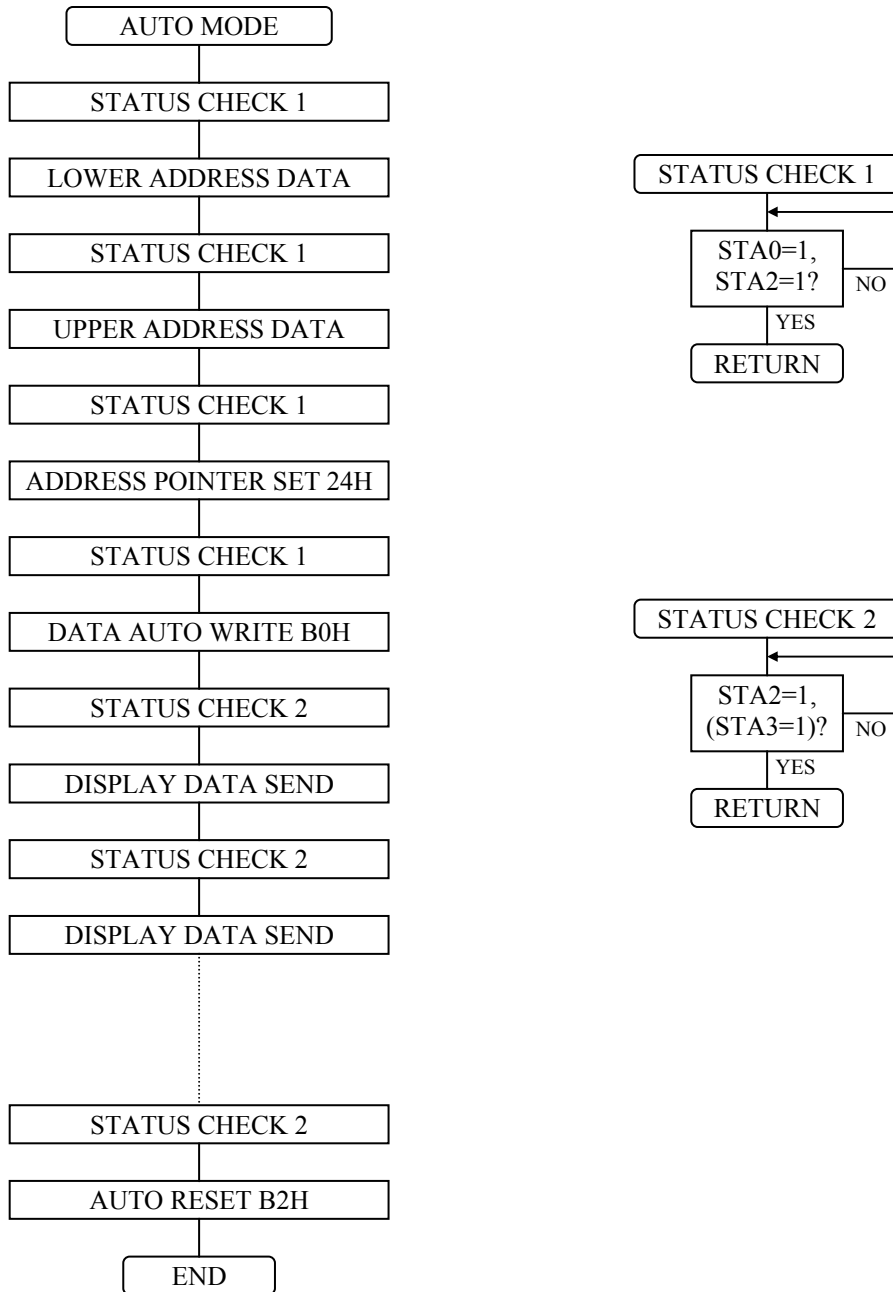 AUTO MODE
STATUS CHECK 1
LOWER ADDRESS DATA
STATUS CHECK 1
UPPER ADDRESS DATA
STATUS CHECK 1
ADDRESS POINTER SET 24H
STATUS CHECK 1
DATA AUTO WRITE B0H
STATUS CHECK 2
DISPLAY DATA SEND
STATUS CHECK 2
DISPLAY DATA SEND
STATUS CHECK 2
AUTO RESET B2H
END
STATUS CHECK 1
STA0=1,
STA2=1?
NO
YES
RETURN
STATUS CHECK 2
STA2=1,
(STA3=1)?
NO
YES
RETURN